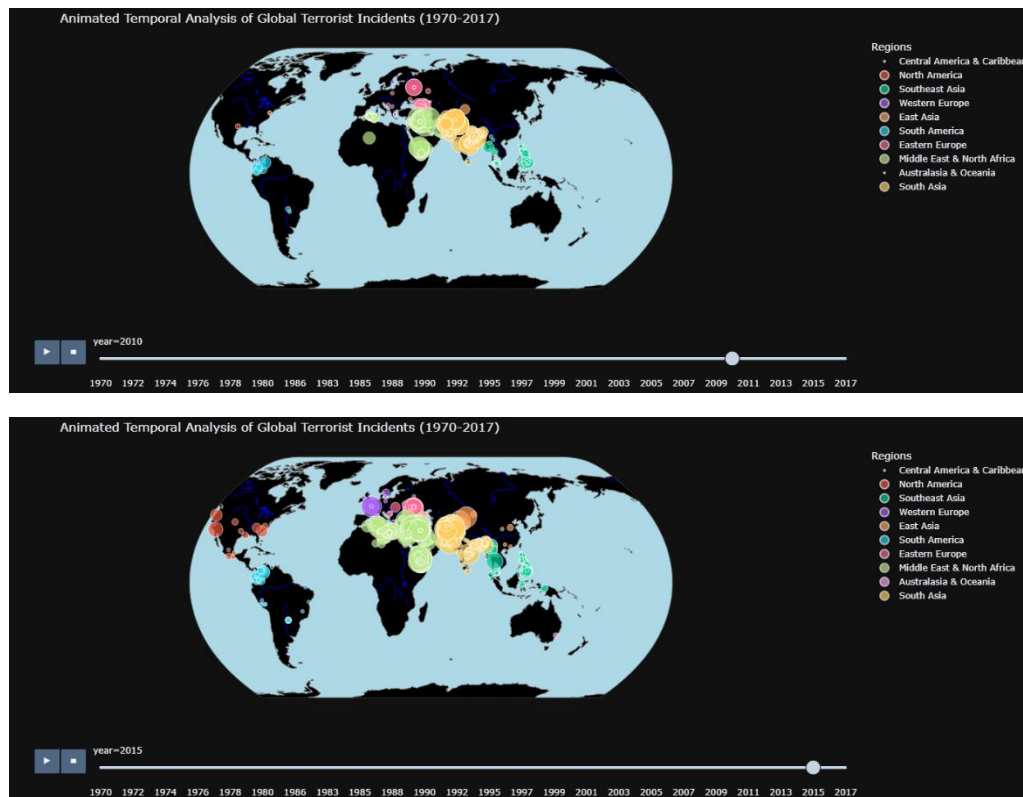 Animated Temporal Analysis of Global Terrorist Incidents (1970-2017)
Regions
Central America & Caribbean
North America
Southeast Asia
Western Europe
East Asia
South America
Eastern Europe
Middle East & North Africa
Australasia & Oceania
South Asia
year=2010
1970 1972 1974 1976 1978 1980 1986 1983 1985 1988 1990 1992 1995 1997 1999 2001 2003 2005 2007 2009 2011 2013 2015 2017
Animated Temporal Analysis of Global Terrorist Incidents (1970-2017)
Regions
Central America & Caribbean
North America
Southeast Asia
Western Europe
East Asia
South America
Eastern Europe
Middle East & North Africa
Australasia & Oceania
South Asia
year=2015
1970 1972 1974 1976 1978 1980 1986 1983 1985 1988 1990 1992 1995 1997 1999 2001 2003 2005 2007 2009 2011 2013 2015 2017